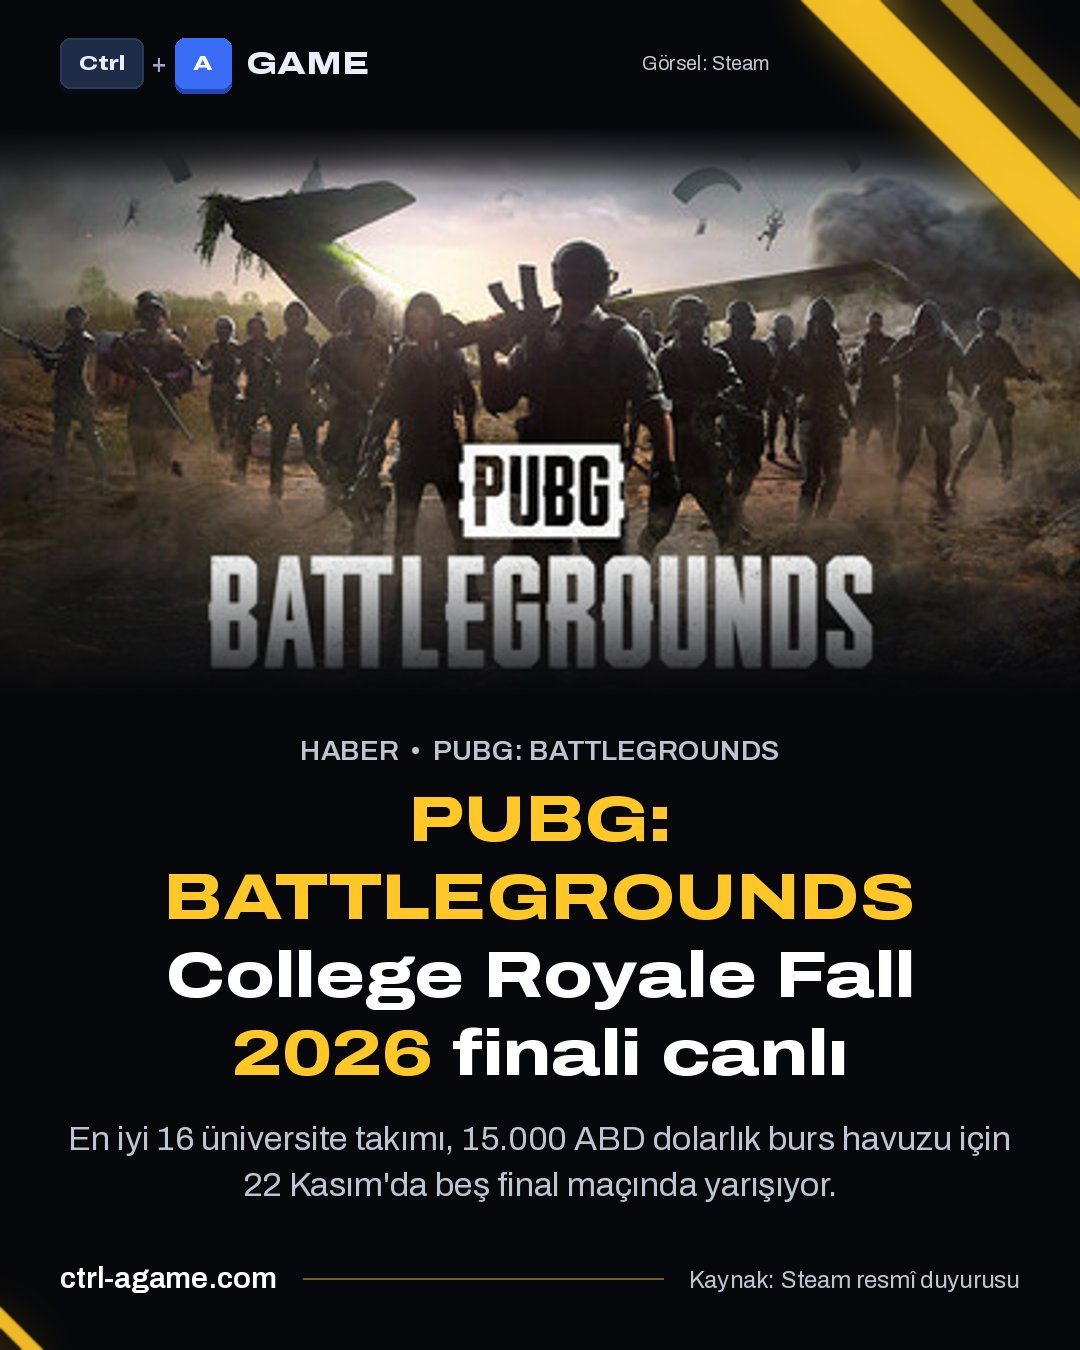 Ctrl + A GAME
Görsel: Steam
PUBG
BATTLEGROUNDS
HABER • PUBG: BATTLEGROUNDS
PUBG:
BATTLEGROUNDS
College Royale Fall
2026 finali canlı
En iyi 16 üniversite takımı, 15.000 ABD dolarlık burs havuzu için
22 Kasım'da beş final maçında yarışıyor.
ctrl-agame.com
Kaynak: Steam resmî duyurusu